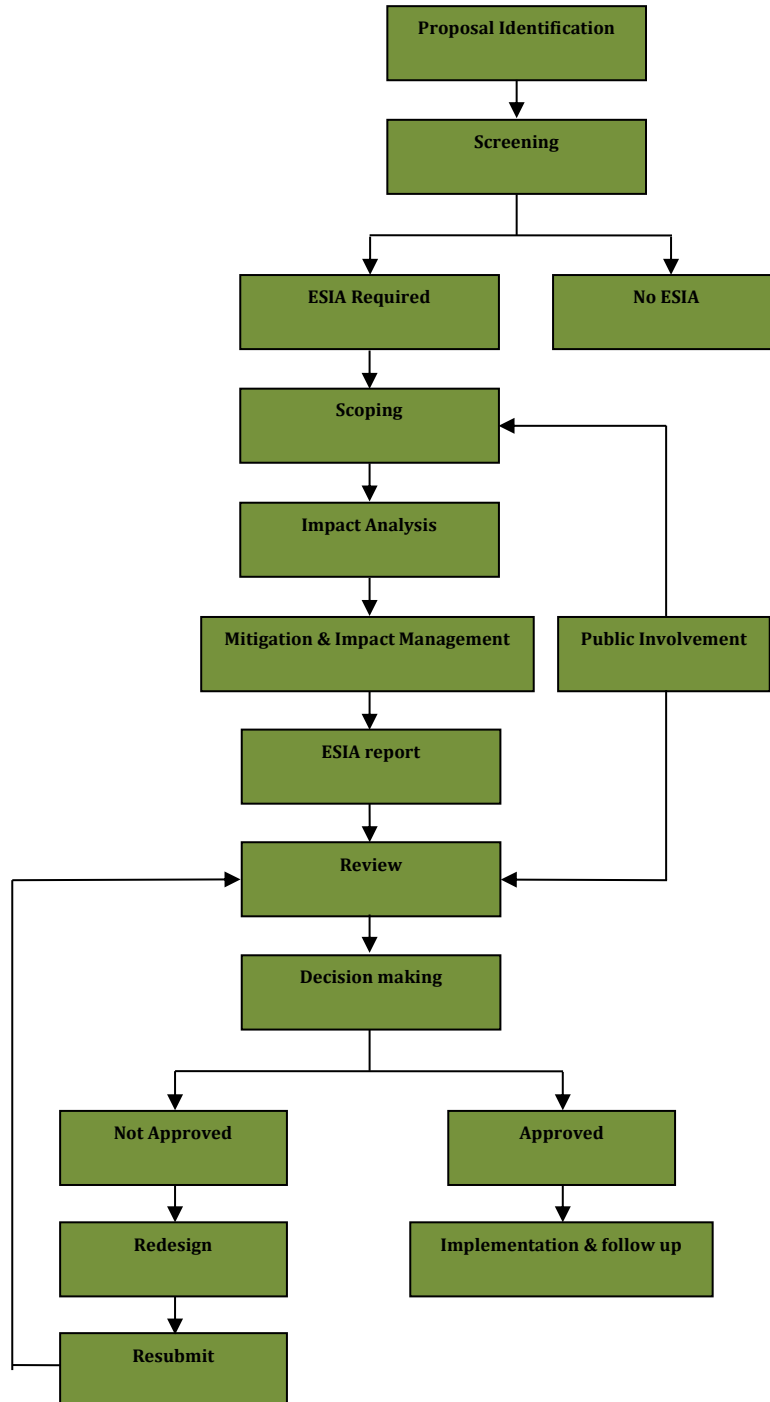 Proposal Identification
Screening
ESIA Required
No ESIA
Scoping
Impact Analysis
Mitigation & Impact Management
Public Involvement
ESIA report
Review
Decision making
Not Approved
Approved
Redesign
Implementation & follow up
Resubmit